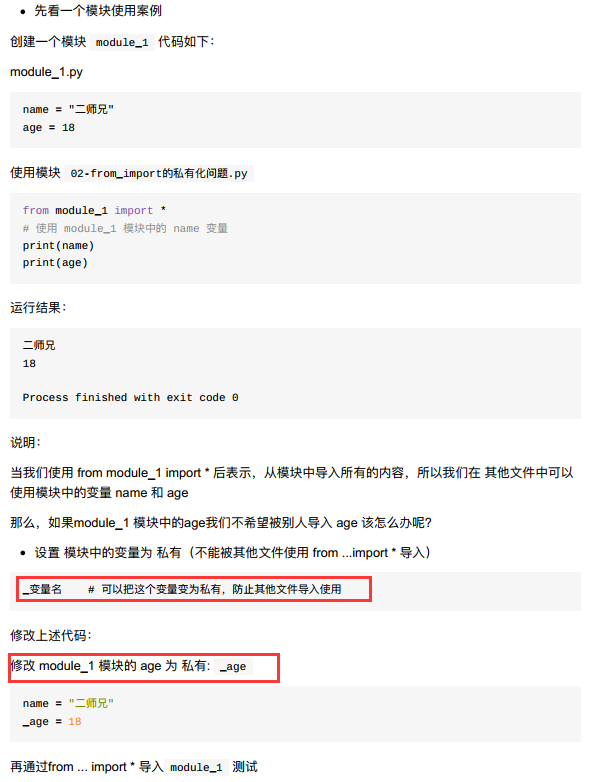 先看一个模块使用案例
创建一个模块 module_1 代码如下：
module_1.py
name = "二师兄"
age = 18
使用模块 02-from_import的私有化问题.py
from module_1 import *
# 使用 module_1 模块中的 name 变量
print(name)
print(age)
运行结果：
二师兄
18
Process finished with exit code 0
说明：
当我们使用 from module_1 import * 后表示，从模块中导入所有的内容，所以我们在 其他文件中可以
使用模块中的变量 name 和 age
那么，如果module_1 模块中的age我们不希望被别人导入 age 该怎么办呢?
设置 模块中的变量为 私有（不能被其他文件使用 from ...import * 导入）
_变量名    # 可以把这个变量变为私有，防止其他文件导入使用
修改上述代码：
修改 module_1 模块的 age 为 私有: _age
name = "二师兄"
_age = 18
再通过from ... import * 导入 module_1 测试